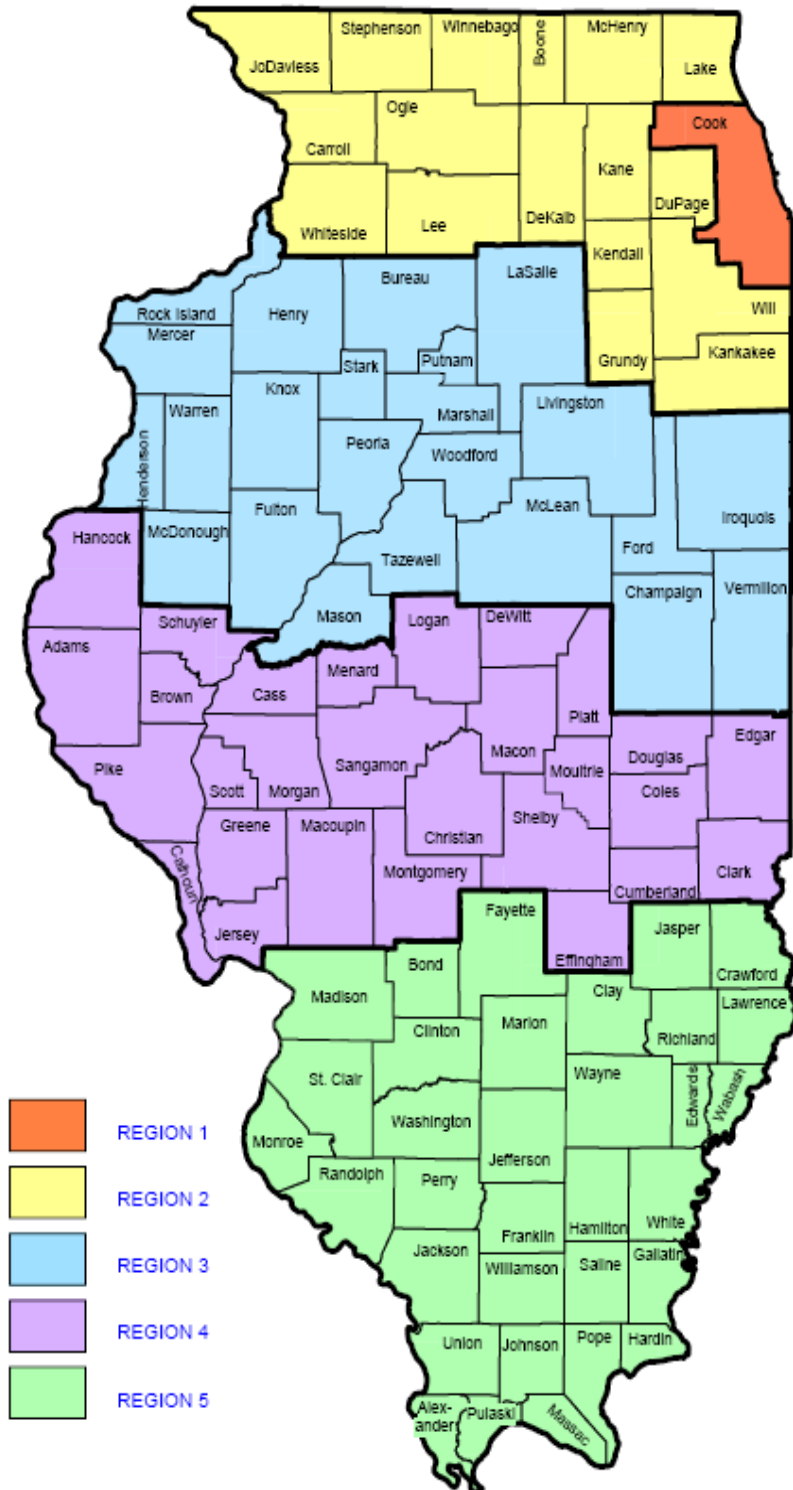 Stephenson
Winnebago
Boone
McHenry
JoDaviess
Lake
Ogle
Cook
Carroll
Kane
DuPage
Whiteside
Lee
DeKalb
Kendall
Bureau
LaSalle
Rock Island
Henry
Will
Mercer
Stark
Putnam
Grundy
Kankakee
Knox
Warren
Marshall
Livingston
Henderson
Peoria
Woodford
Fulton
McLean
Iroquois
Hancock
McDonough
Tazewell
Ford
Champaign
Vermilion
Mason
Schuyler
Logan
DeWitt
Adams
Menard
Brown
Cass
Piatt
Edgar
Pike
Sangamon
Macon
Douglas
Scott
Morgan
Moultrie
Coles
Greene
Macoupin
Christian
Shelby
Calhoun
Montgomery
Clark
Cumberland
Jersey
Fayette
Jasper
Bond
Effingham
Crawford
Madison
Clay
Lawrence
Clinton
Marion
Richland
St. Clair
Wayne
Edwards
Wabash
Washington
Monroe
Jefferson
Randolph
Perry
Franklin
Hamilton
White
Jackson
Williamson
Saline
Gallatin
Union
Johnson
Pope
Hardin
Alex-
ander
Pulaski
Massac
REGION 1
REGION 2
REGION 3
REGION 4
REGION 5